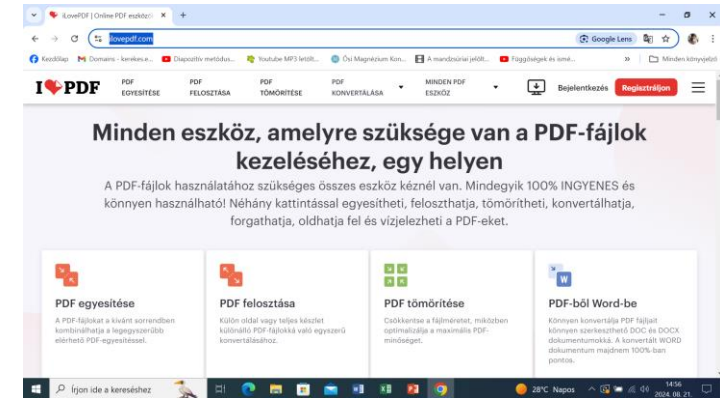 iLovePDF | Online PDF eszközök
ilovepdf.com
Google Lens
Kezdőlap
Domains - kerekes.e...
Diapozitív metódus...
Youtube MP3 letölt...
Ősi Magnézium Kon...
A mandzsúriai jelölt...
Függőségek és ismé...
»
Minden könyvjelző
I PDF
PDF EGYESÍTÉSE
PDF FELOSZTÁSA
PDF TÖMÖRÍTÉSE
PDF KONVERTÁLÁSA
MINDEN PDF ESZKÖZ
Bejelentkezés
Regisztráljon
Minden eszköz, amelyre szüksége van a PDF-fájlok
kezeléséhez, egy helyen
A PDF-fájlok használatához szükséges összes eszköz kéznél van. Mindegyik 100% INGYENES és
könnyen használható! Néhány kattintással egyesítheti, feloszthatja, tömörítheti, konvertálhatja,
forgathatja, oldhatja fel és vízjelezheti a PDF-eket.
PDF egyesítése
A PDF-fájlokat a kívánt sorrendben
kombinálhatja a legegyszerűbb
elérhető PDF-egyesítéssel.
PDF felosztása
Külön oldal vagy teljes készlet
különálló PDF-fájlokká való egyszerű
konvertálásához.
PDF tömörítése
Csökkentse a fájlméretet, miközben
optimalizálja a maximális PDF-
minőséget.
W
PDF-ből Word-be
Könnyen konvertálja PDF fájljait
könnyen szerkeszthető DOC és DOCX
dokumentumokká. A konvertált WORD
dokumentum majdnem 100%-ban
pontos.
Írjon ide a kereséshez
28°C Napos
14:56
2024. 08. 21.